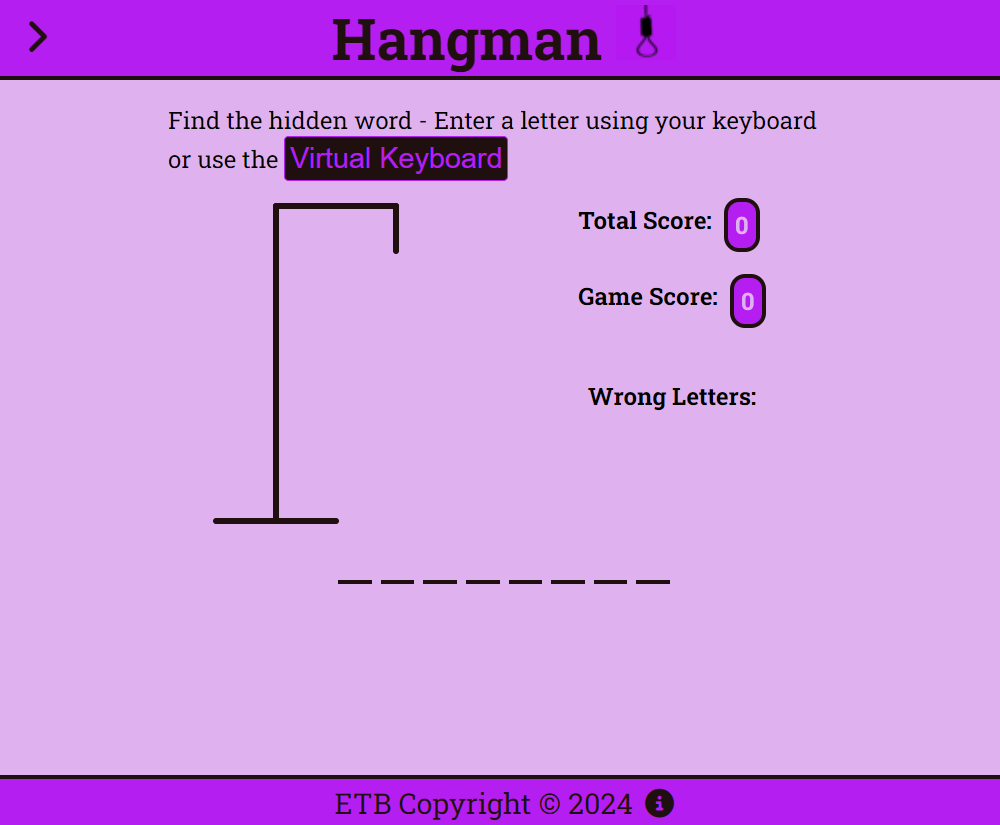 Hangman
Find the hidden word - Enter a letter using your keyboard
or use the Virtual Keyboard
Total Score: 0
Game Score: 0
Wrong Letters:
ETB Copyright © 2024